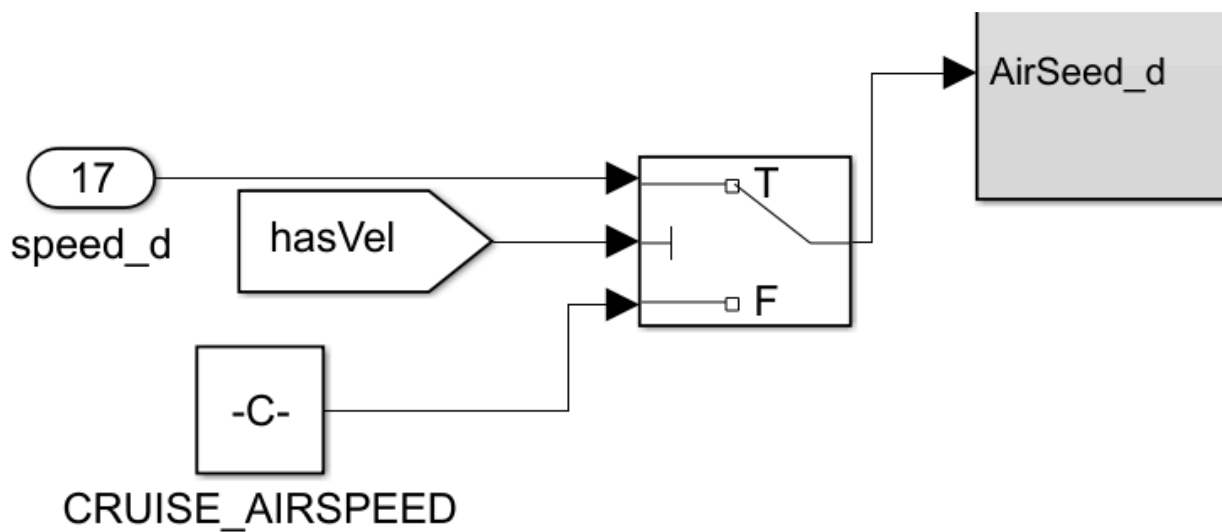 AirSeed_d
17
speed_d
hasVel
T
F
-C-
CRUISE_AIRSPEED